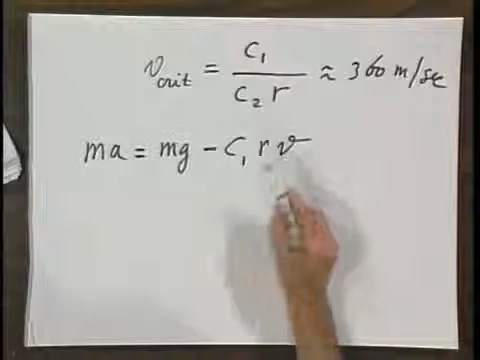 v_crit = C₁ / C₂ r ≈ 360 m/sec
ma = mg - C₁ r v